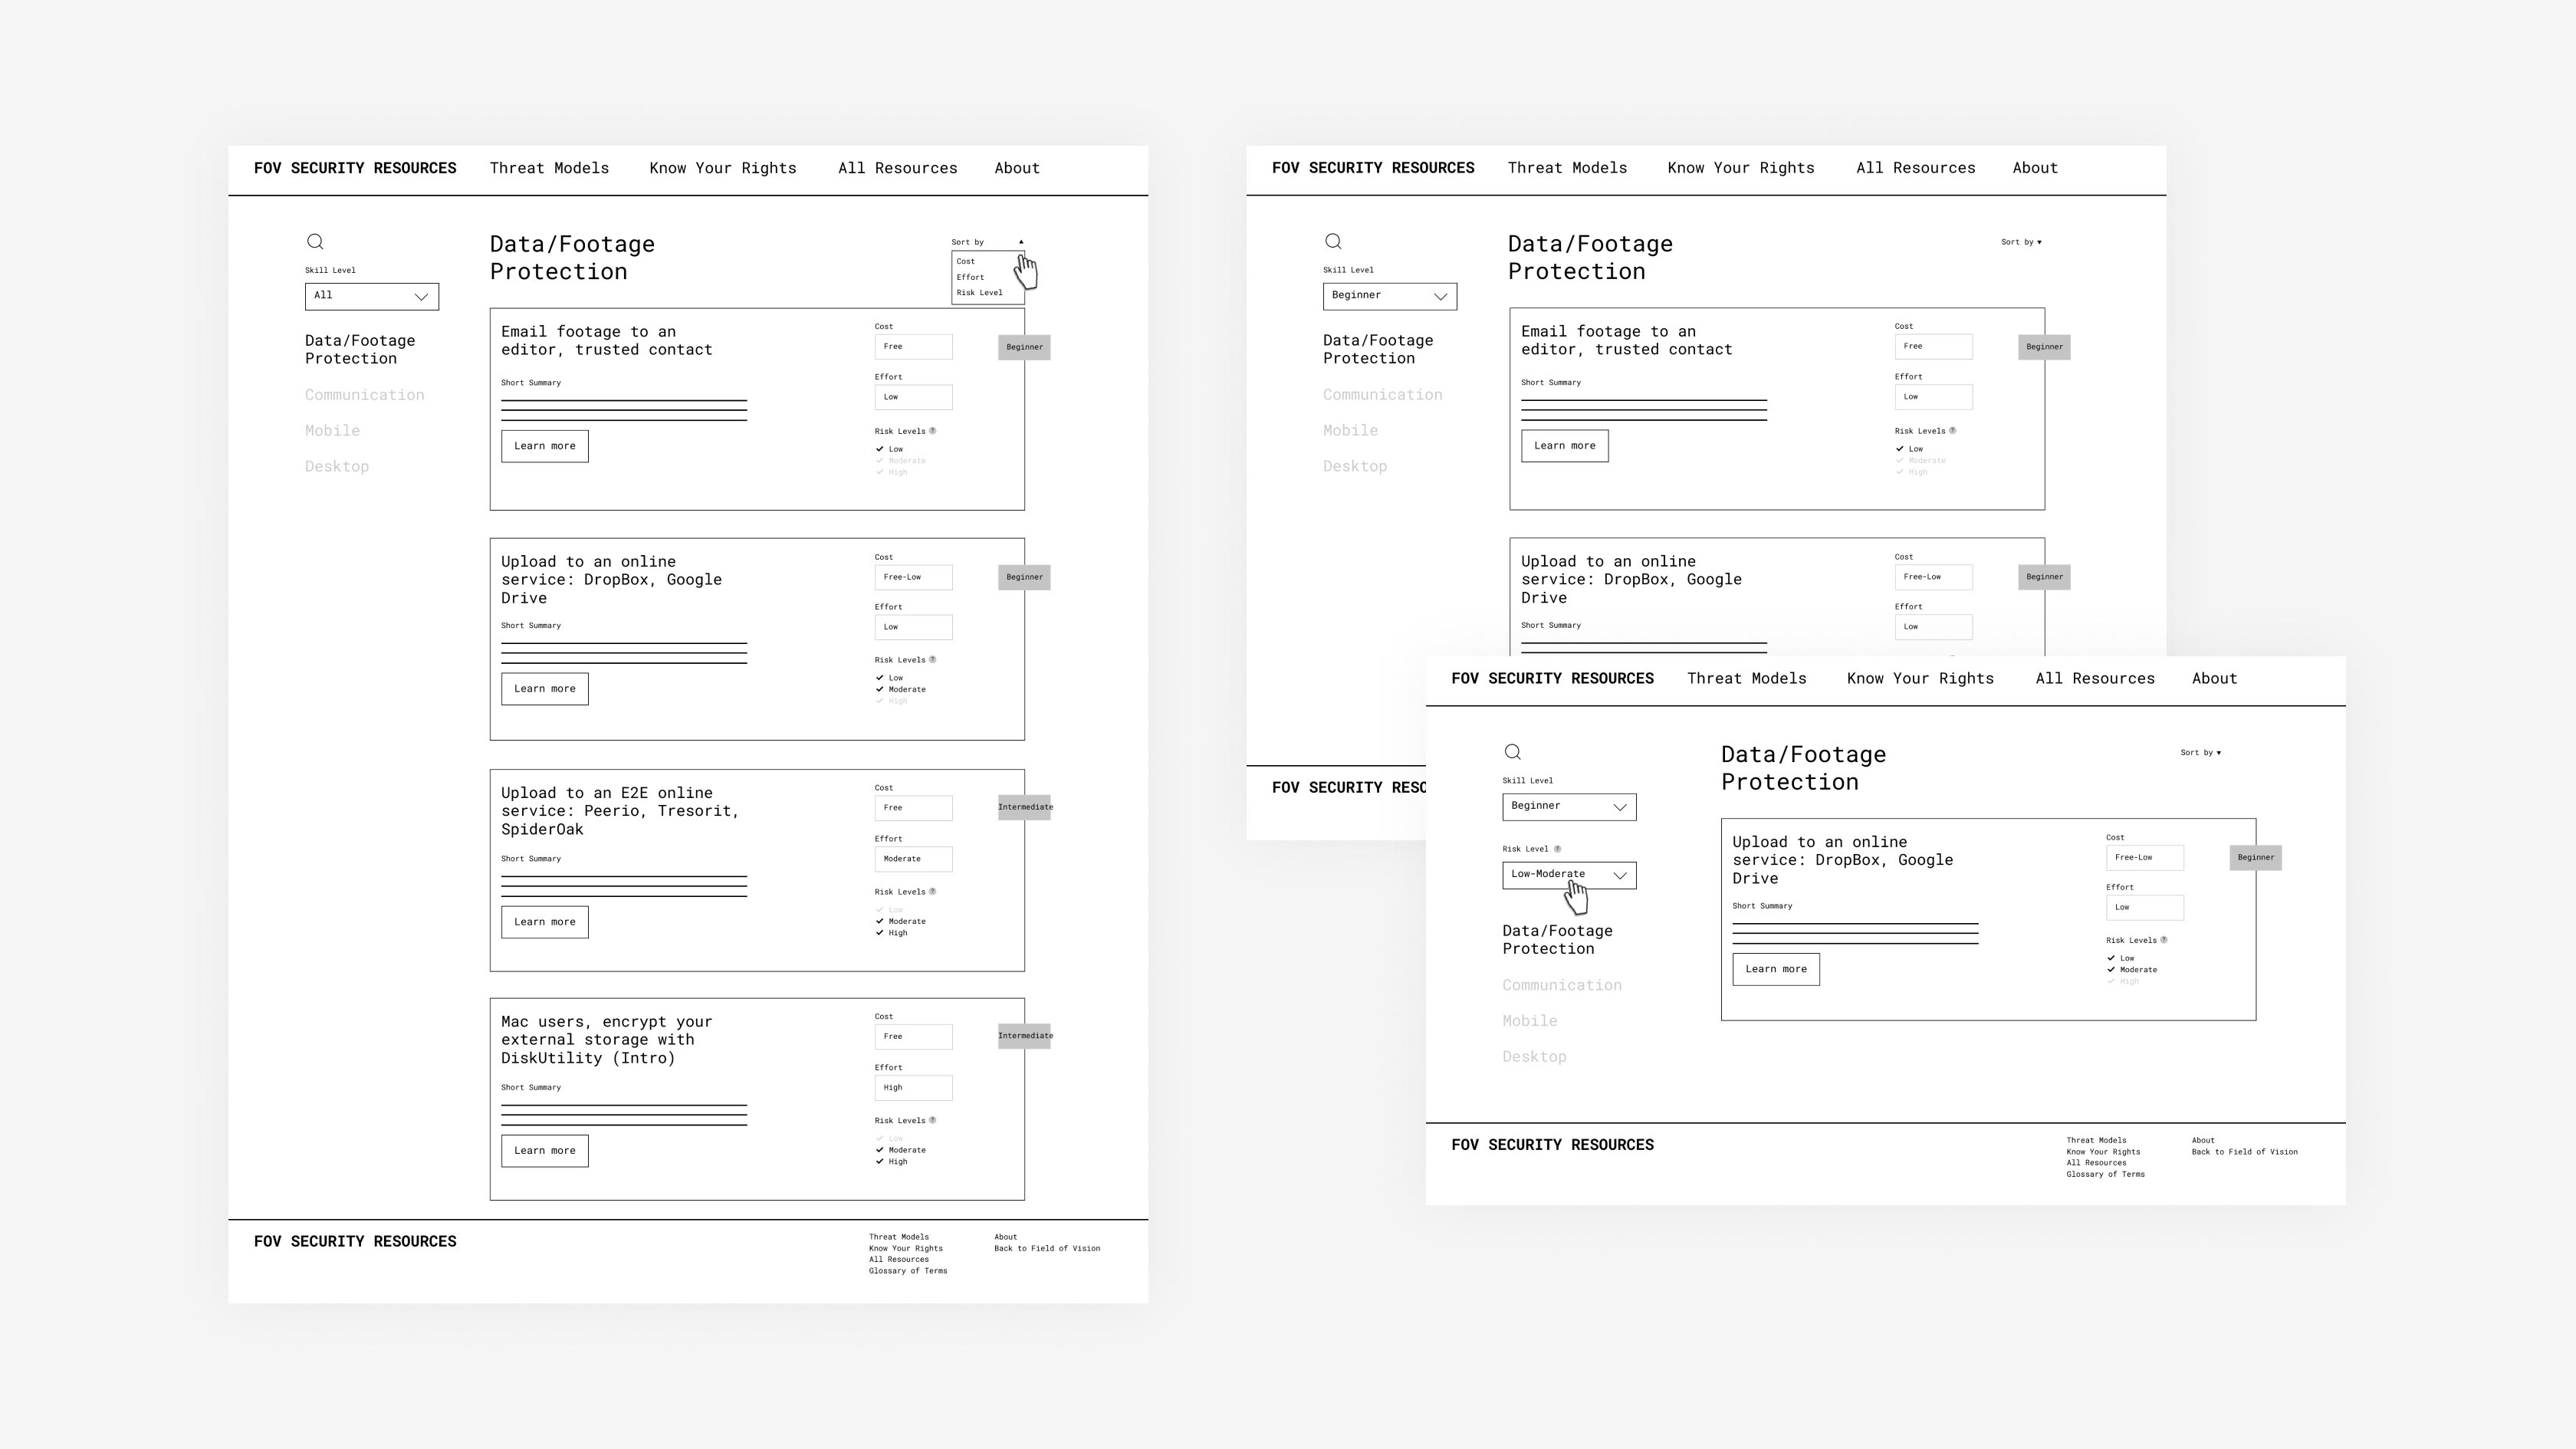 FOV SECURITY RESOURCES Threat Models Know Your Rights All Resources About
Skill Level
All
Data/Footage
Protection
Communication
Mobile
Desktop
Data/Footage
Protection
Sort by
Cost
Effort
Risk Level
Email footage to an
editor, trusted contact
Short Summary
Learn more
Cost
Free
Effort
Low
Risk Levels ?
Low
Moderate
High
Beginner
Upload to an online
service: DropBox, Google
Drive
Short Summary
Learn more
Cost
Free-Low
Effort
Low
Risk Levels ?
Low
Moderate
High
Beginner
Upload to an E2E online
service: Peerio, Tresorit,
SpiderOak
Short Summary
Learn more
Cost
Free
Effort
Moderate
Risk Levels ?
Low
Moderate
High
Intermediate
Mac users, encrypt your
external storage with
DiskUtility (Intro)
Short Summary
Learn more
Cost
Free
Effort
High
Risk Levels ?
Low
Moderate
High
Intermediate
FOV SECURITY RESOURCES
Threat Models
Know Your Rights
All Resources
Glossary of Terms
About
Back to Field of Vision
FOV SECURITY RESOURCES Threat Models Know Your Rights All Resources About
Skill Level
Beginner
Data/Footage
Protection
Communication
Mobile
Desktop
Data/Footage
Protection
Sort by
Email footage to an
editor, trusted contact
Short Summary
Learn more
Cost
Free
Effort
Low
Risk Levels ?
Low
Moderate
High
Beginner
Upload to an online
service: DropBox, Google
Drive
Short Summary
Cost
Free-Low
Effort
Low
Beginner
FOV SECURITY RESO
FOV SECURITY RESOURCES Threat Models Know Your Rights All Resources About
Skill Level
Beginner
Risk Level ?
Low-Moderate
Data/Footage
Protection
Communication
Mobile
Desktop
Data/Footage
Protection
Sort by
Upload to an online
service: DropBox, Google
Drive
Short Summary
Learn more
Cost
Free-Low
Effort
Low
Risk Levels ?
Low
Moderate
High
Beginner
FOV SECURITY RESOURCES
Threat Models
Know Your Rights
All Resources
Glossary of Terms
About
Back to Field of Vision